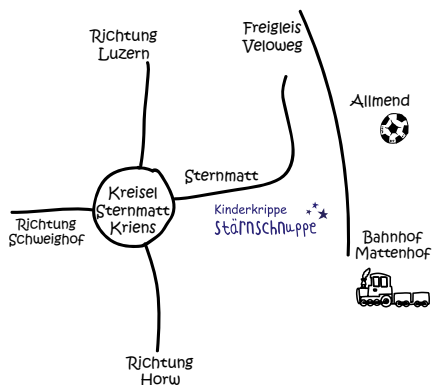 Freigleis
Veloweg
Richtung
Luzern
Allmend
Sternmatt
Kreisel
Sternmatt
Kriens
Kinderkrippe
stärnschnuppe
Richtung
Schweighof
Bahnhof
Mattenhof
Richtung
Horw